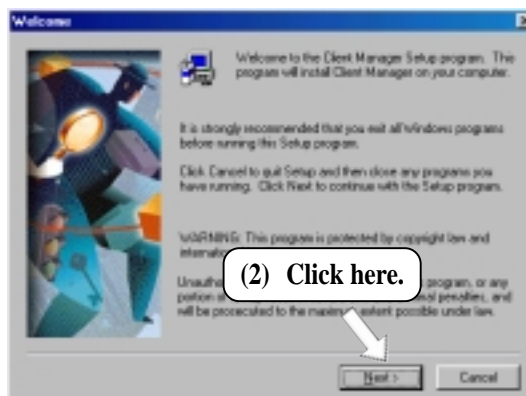 Welcome
Welcome to the Client Manager Setup program. This
program will install Client Manager on your computer.
It is strongly recommended that you exit all Windows programs
before running this Setup program.
Click Cancel to quit Setup and then close any programs you
have running. Click Next to continue with the Setup program.
WARNING: This program is protected by copyright law and
(2) Click here.
program, or any
portion of penalties, and
will be prosecuted to the maximum extent possible under law.
Next >
Cancel